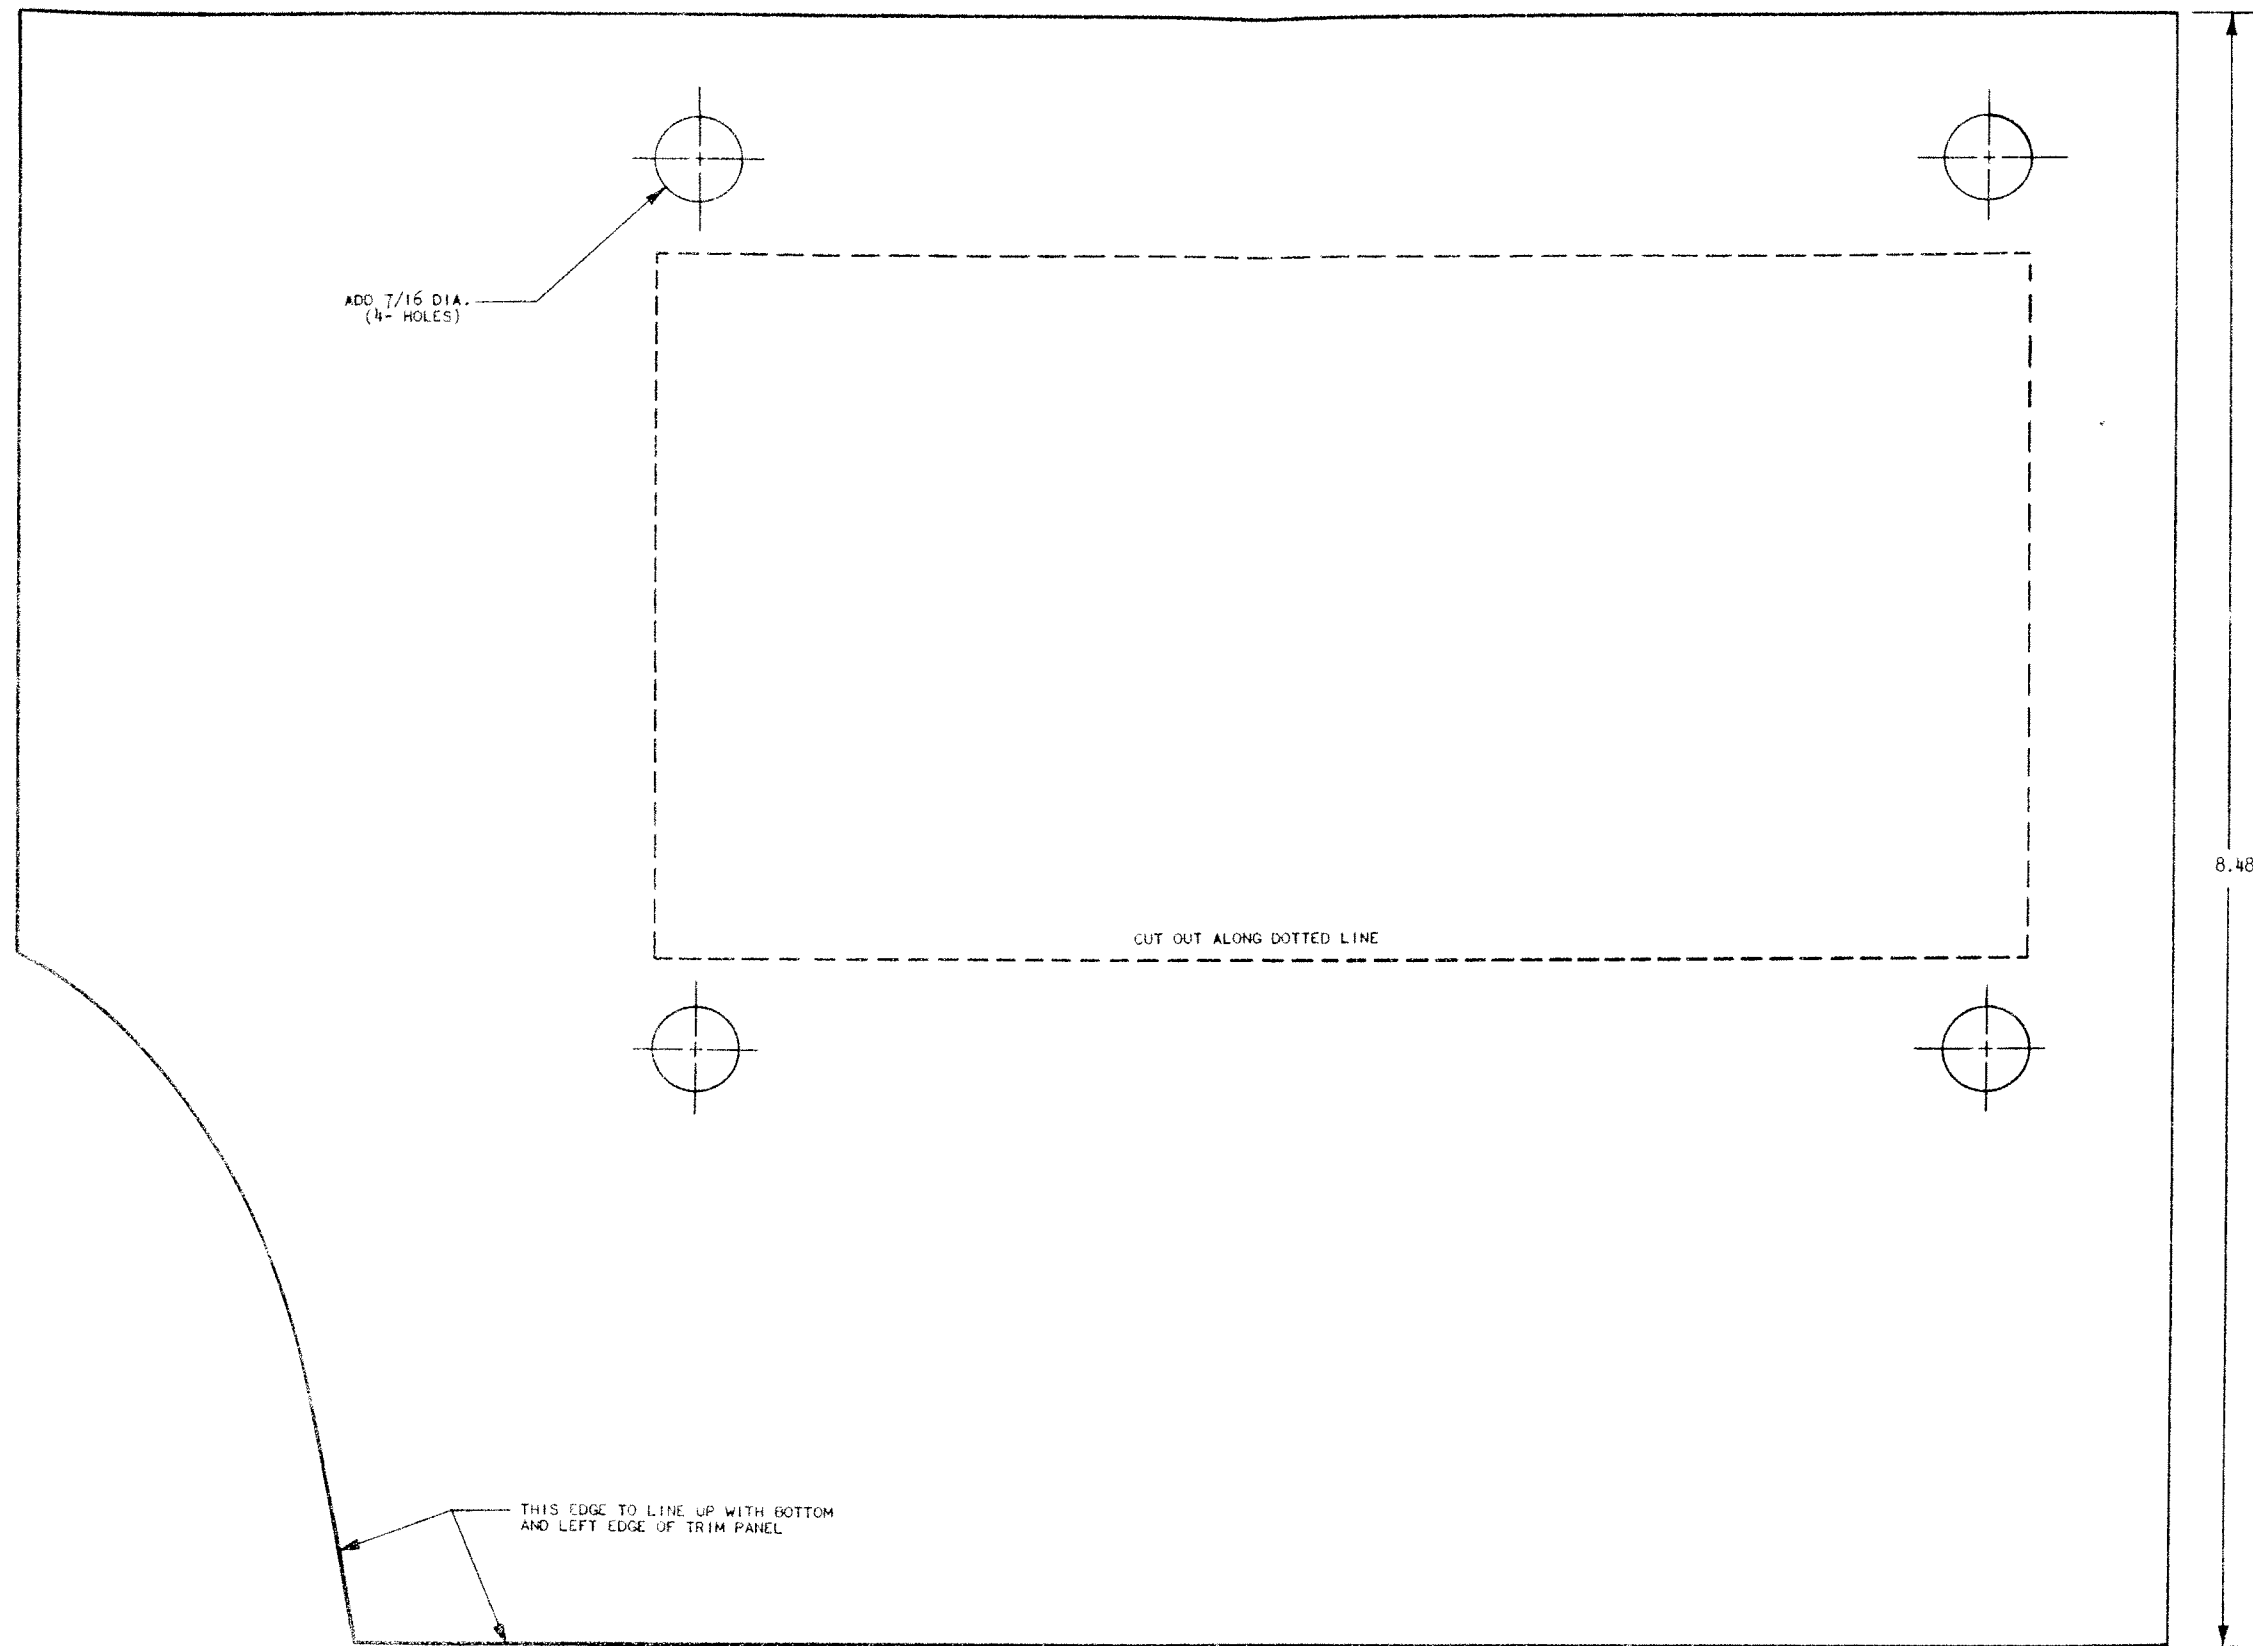 ADD 7/16 DIA.
(4- HOLES)
8.48
CUT OUT ALONG DOTTED LINE
THIS EDGE TO LINE UP WITH BOTTOM
AND LEFT EDGE OF TRIM PANEL